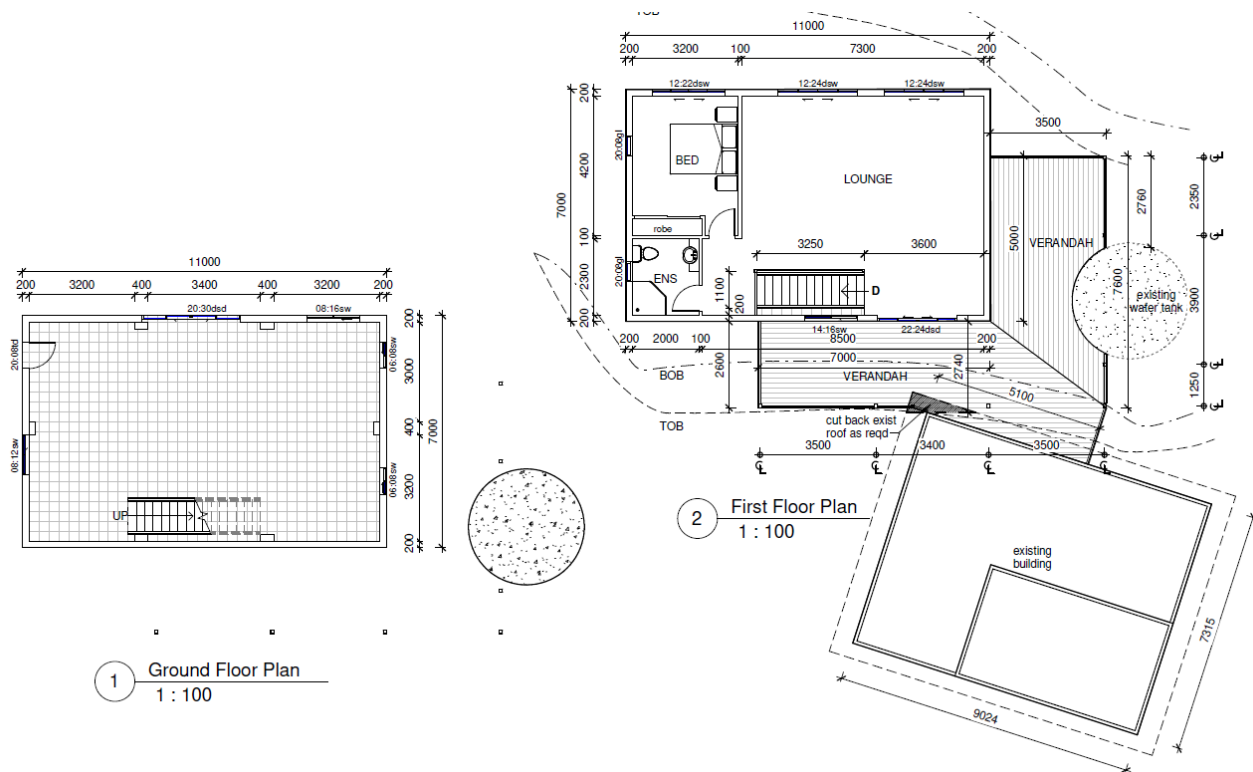 TOB
11000
200 3200 100 7300 200
12:22dsw 12:24dsw 12:24dsw
200
4200
7000
100
2300
200
20:08gl
20:08gl
BED
LOUNGE
robe
ENS
3250 3600
1100
200
D
14:16sw 22:24dsd
200 2000 100 8500 200
7000
2600
2740
BOB
TOB
VERANDAH
3500
5000
VERANDAH
7600
2760
existing
water tank
2350
3900
1250
5100
cut back exist
roof as reqd
3500 3400 3500
2 First Floor Plan
1 : 100
existing
building
7315
9024
11000
200 3200 400 3400 400 3200 200
20:30dsd 08:16sw
20:08td
08:12sw
06:08sw
06:08sw
200
3000
400
7000
3200
200
UP
1 Ground Floor Plan
1 : 100